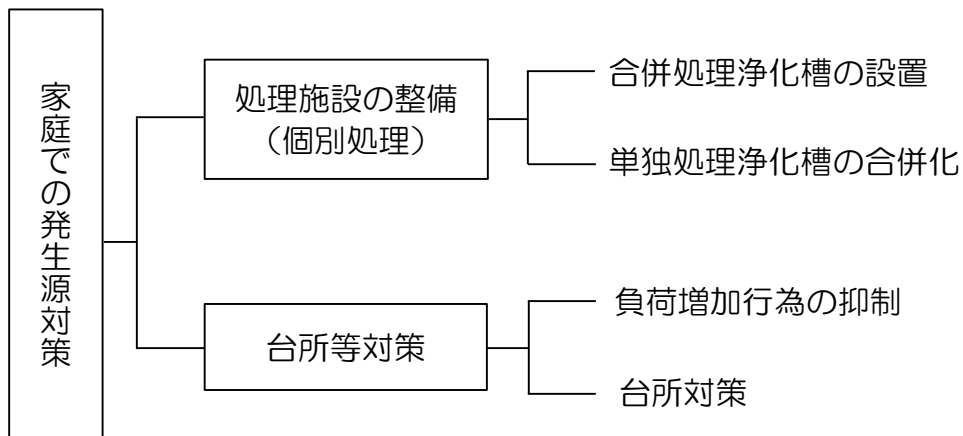 家庭での発生源対策
処理施設の整備
（個別処理）
合併処理浄化槽の設置
単独処理浄化槽の合併化
台所等対策
負荷増加行為の抑制
台所対策